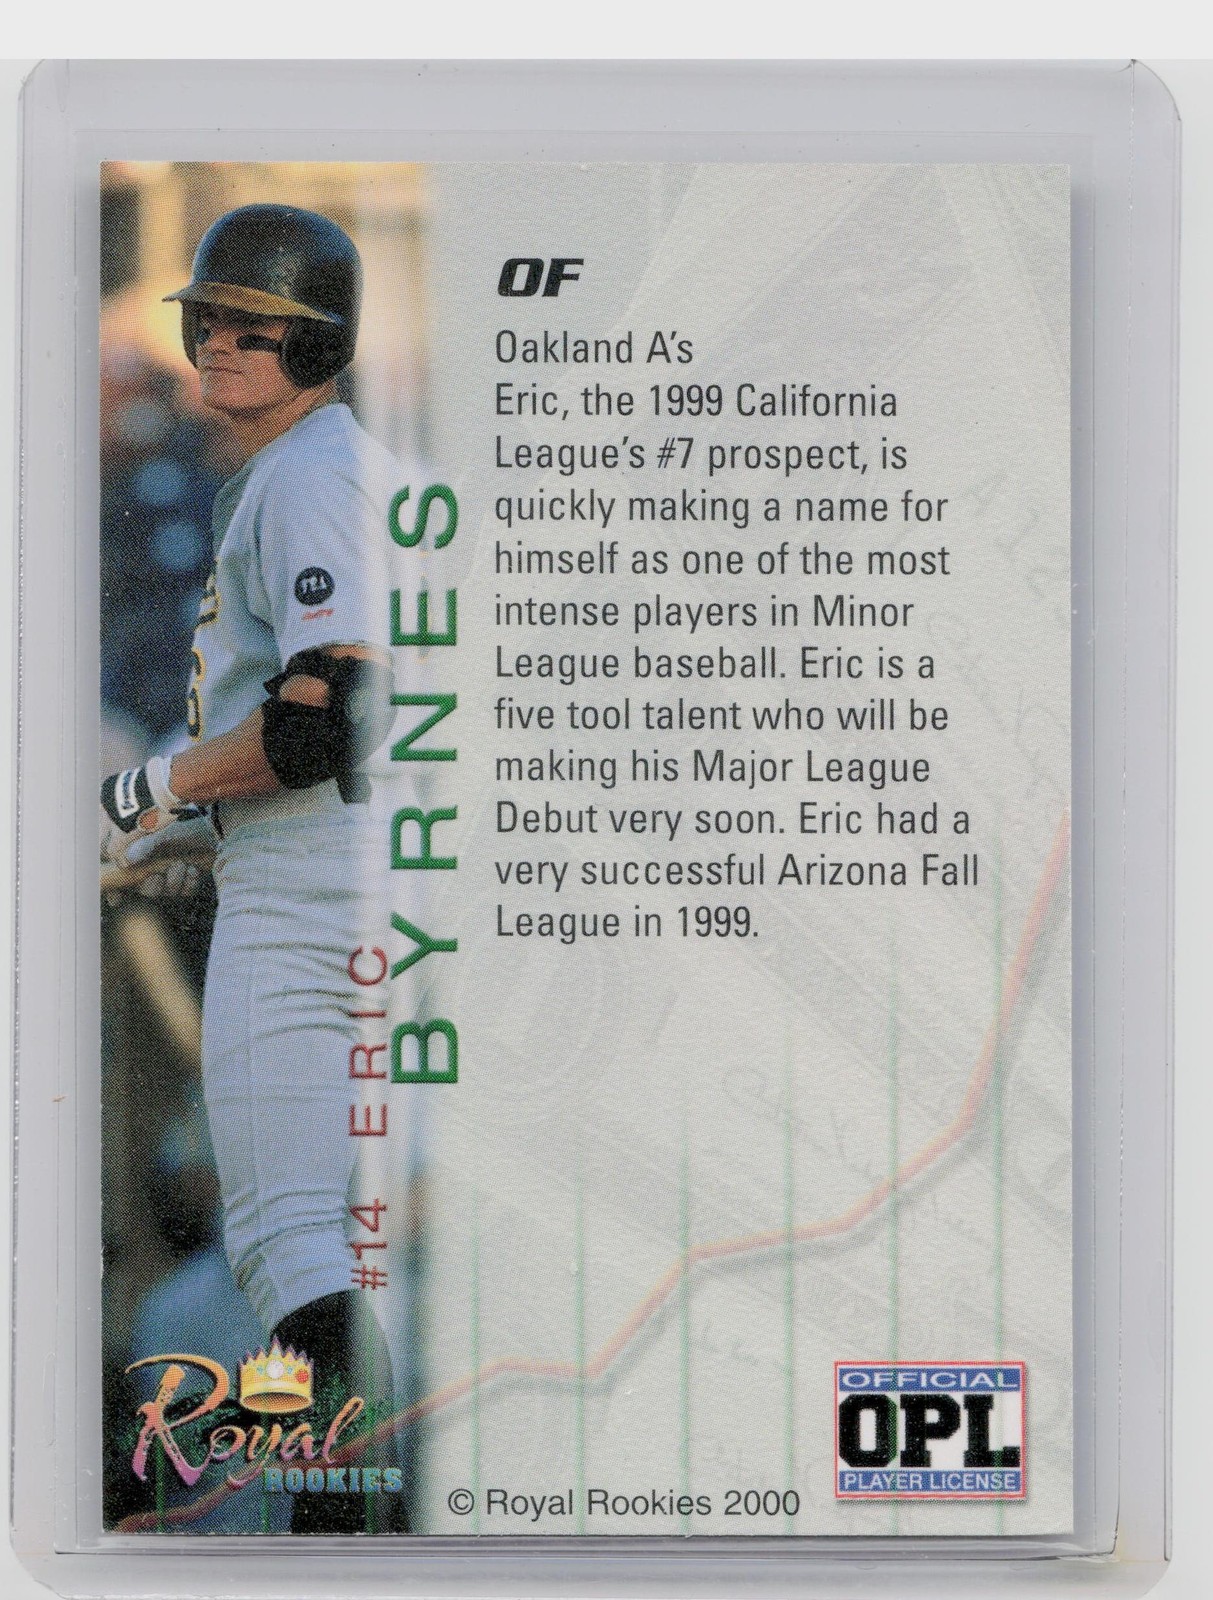 OF
Oakland A's
Eric, the 1999 California
League's #7 prospect, is
quickly making a name for
himself as one of the most
intense players in Minor
League baseball. Eric is a
five tool talent who will be
making his Major League
Debut very soon. Eric had a
very successful Arizona Fall
League in 1999.
#14 ERIC
BYRNES
Royal
ROOKIES
© Royal Rookies 2000
OFFICIAL
OPL
PLAYER LICENSE